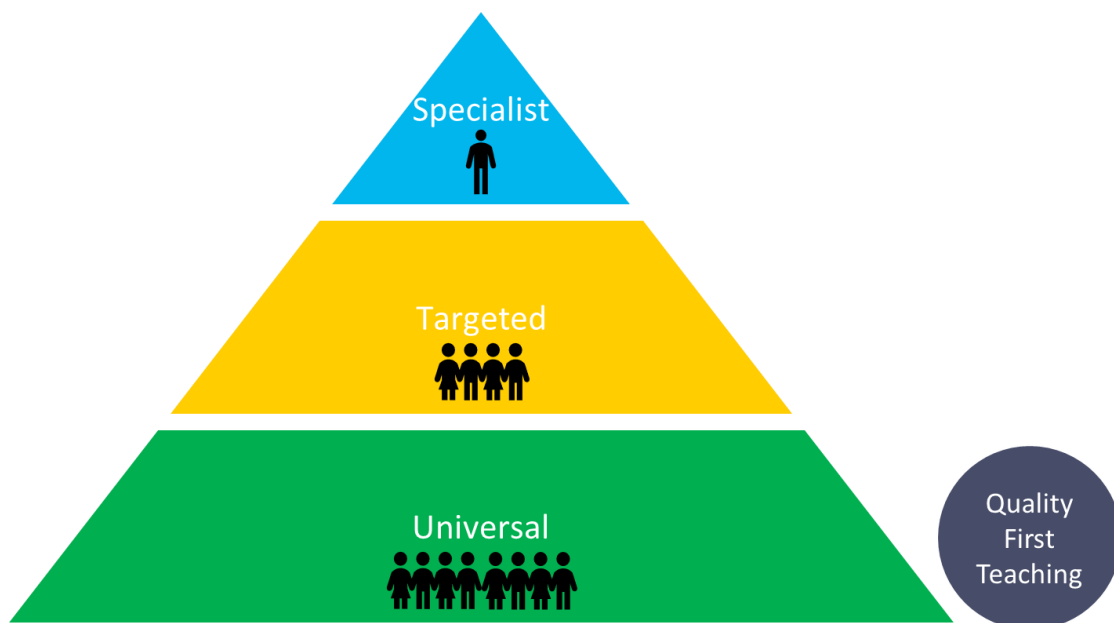 Specialist
Targeted
Universal
Quality
First
Teaching